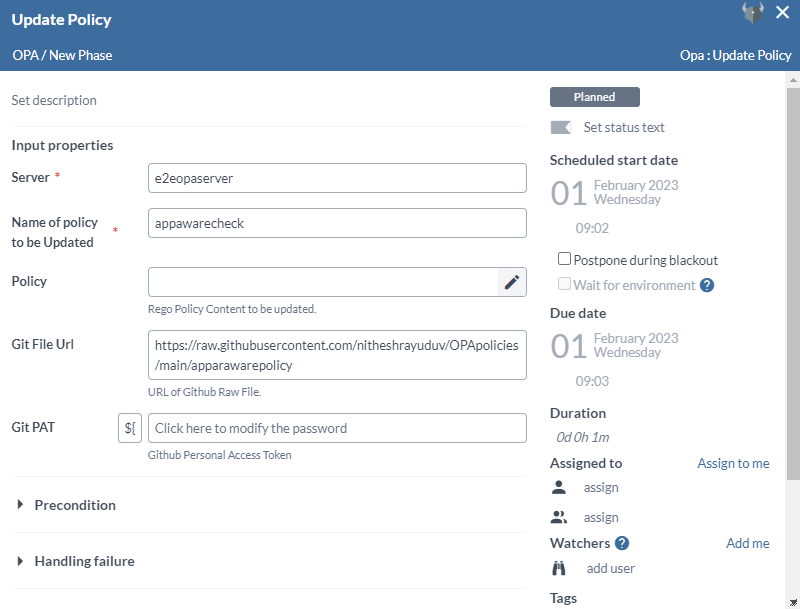 Update Policy
OPA / New Phase
Opa : Update Policy
Set description
Input properties
Server *
e2eopaserver
Name of policy
to be Updated *
appawarecheck
Policy
Rego Policy Content to be updated.
Git File Url
https://raw.githubusercontent.com/nitheshrayuduv/OPApolicies
/main/apparawarepolicy
URL of Github Raw File.
Git PAT
${
Click here to modify the password
Github Personal Access Token
Precondition
Handling failure
Planned
Set status text
Scheduled start date
01
February 2023
Wednesday
09:02
Postpone during blackout
Wait for environment ?
Due date
01
February 2023
Wednesday
09:03
Duration
0d 0h 1m
Assigned to
Assign to me
assign
assign
Watchers ?
Add me
add user
Tags